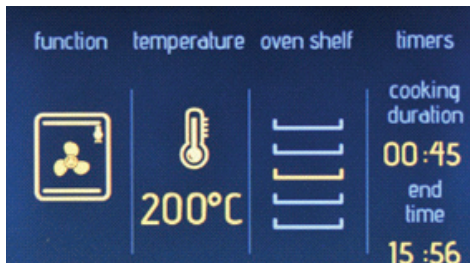 function temperature oven shelf timers
cooking
duration
00:45
end
time
200°C
15:56